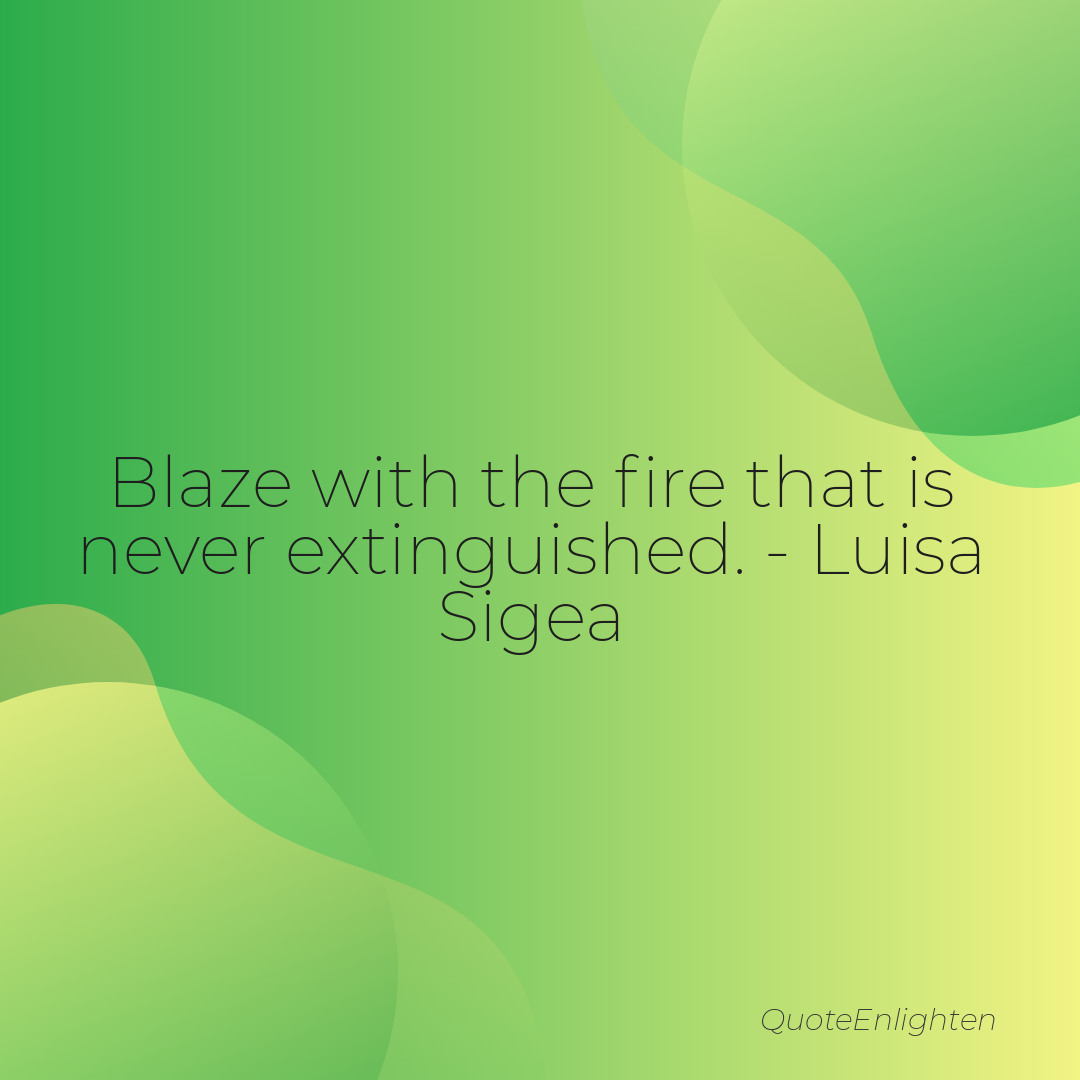 Blaze with the fire that is
never extinguished. - Luisa
Sigea
QuoteEnlighten